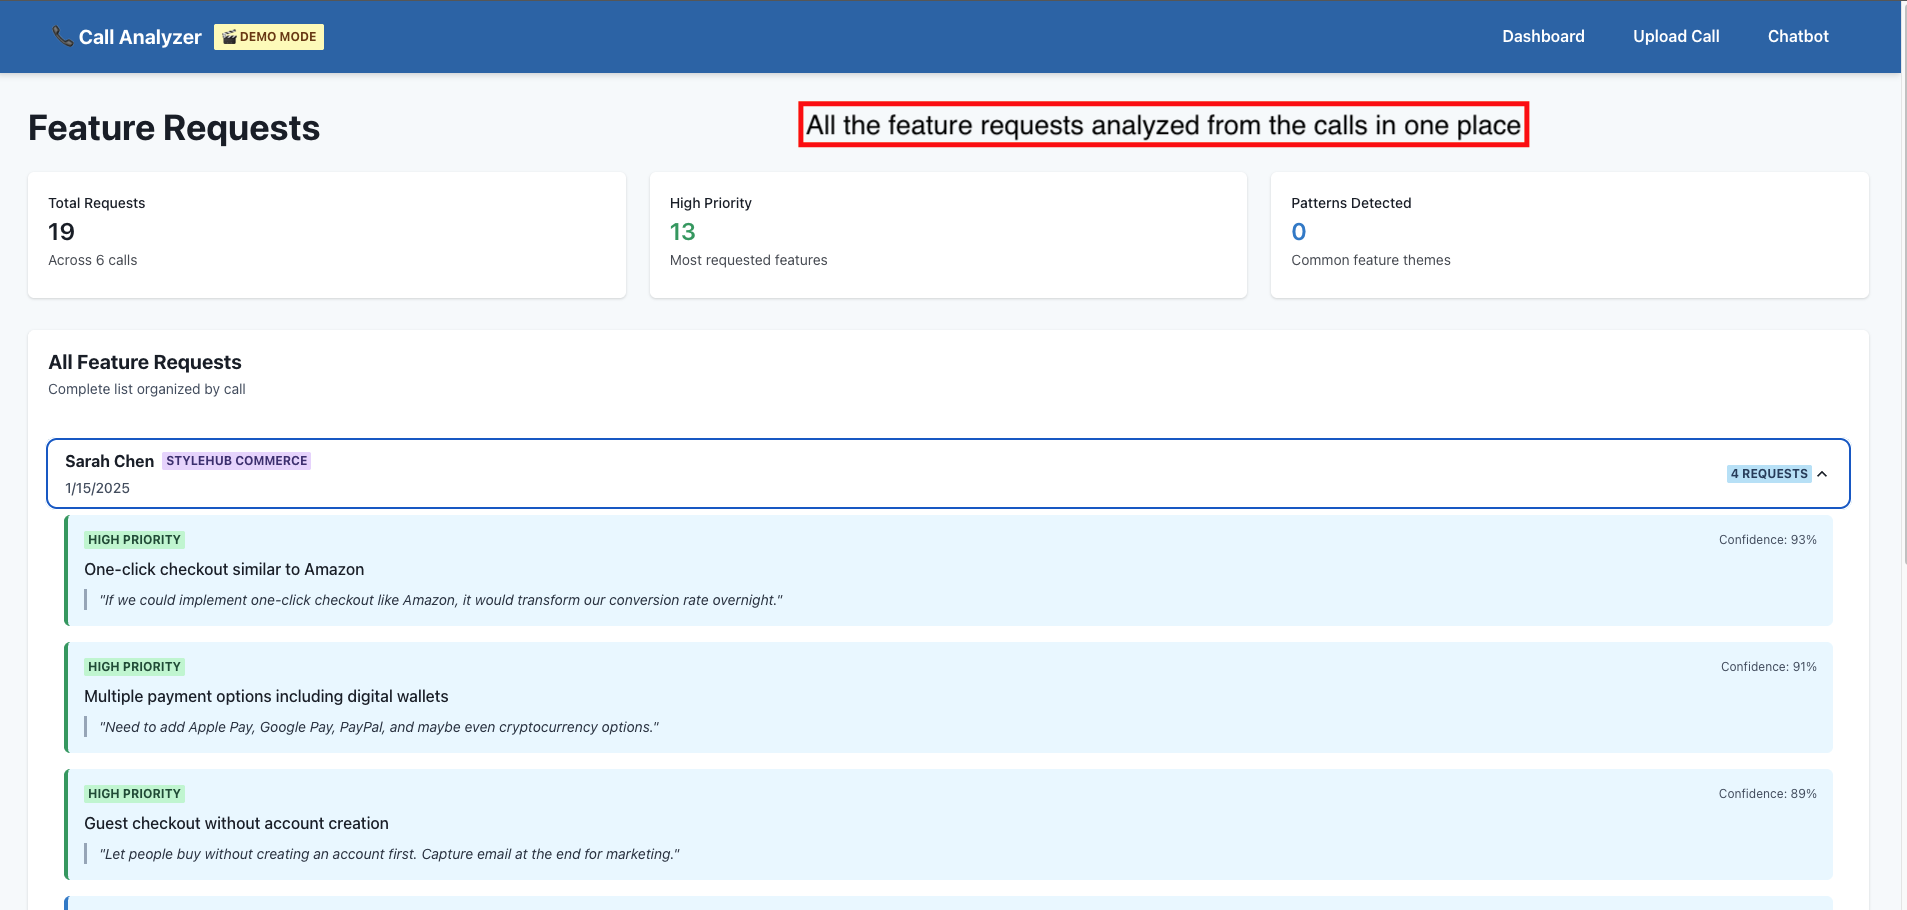 Call Analyzer DEMO MODE Dashboard Upload Call Chatbot
Feature Requests
All the feature requests analyzed from the calls in one place
Total Requests
19
Across 6 calls
High Priority
13
Most requested features
Patterns Detected
0
Common feature themes
All Feature Requests
Complete list organized by call
Sarah Chen STYLEHUB COMMERCE
1/15/2025
4 REQUESTS
HIGH PRIORITY Confidence: 93%
One-click checkout similar to Amazon
"If we could implement one-click checkout like Amazon, it would transform our conversion rate overnight."
HIGH PRIORITY Confidence: 91%
Multiple payment options including digital wallets
"Need to add Apple Pay, Google Pay, PayPal, and maybe even cryptocurrency options."
HIGH PRIORITY Confidence: 89%
Guest checkout without account creation
"Let people buy without creating an account first. Capture email at the end for marketing."